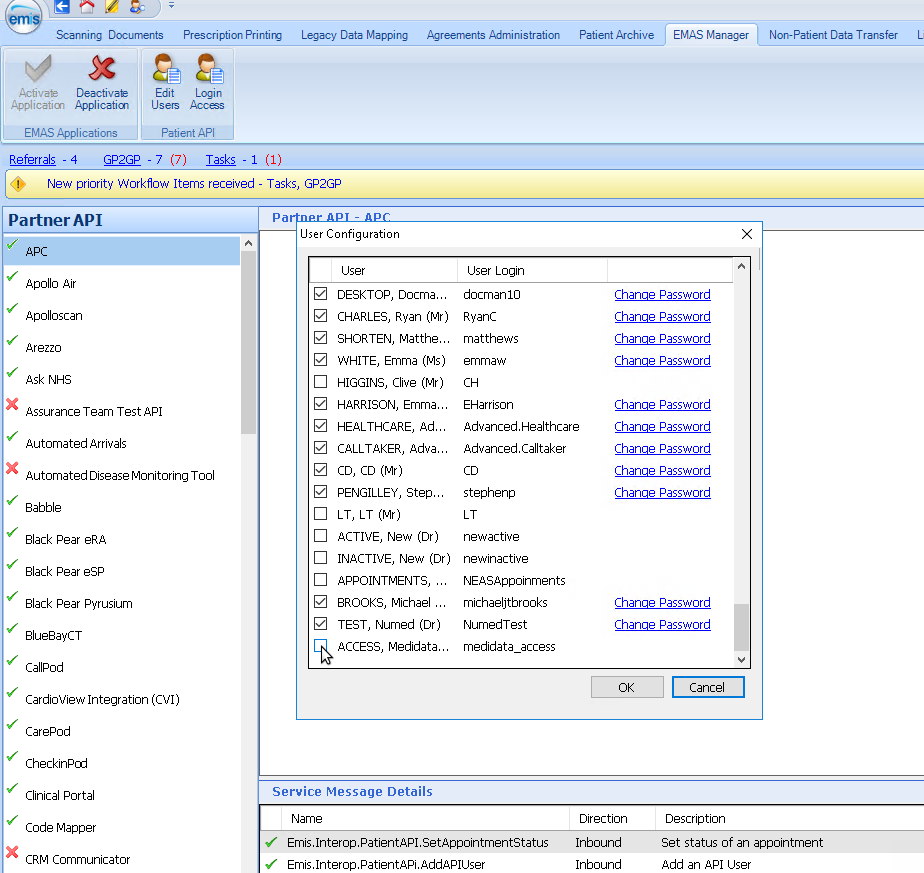 emis
Scanning Documents Prescription Printing Legacy Data Mapping Agreements Administration Patient Archive EMAS Manager Non-Patient Data Transfer
Activate Application Deactivate Application Edit Users Login Access
EMAS Applications Patient API
Referrals - 4 GP2GP - 7 (7) Tasks - 1 (1)
New priority Workflow Items received - Tasks, GP2GP
Partner API
APC
Apollo Air
Apolloscan
Arezzo
Ask NHS
Assurance Team Test API
Automated Arrivals
Automated Disease Monitoring Tool
Babble
Black Pear eRA
Black Pear eSP
Black Pear Pyrusium
BlueBayCT
CallPod
CardioView Integration (CVI)
CarePod
CheckinPod
Clinical Portal
Code Mapper
CRM Communicator
Partner API - APC
User Configuration
User User Login
DESKTOP, Docma... docman10 Change Password
CHARLES, Ryan (Mr) RyanC Change Password
SHORTEN, Matthe... matthews Change Password
WHITE, Emma (Ms) emmaw Change Password
HIGGINS, Clive (Mr) CH
HARRISON, Emma... EHarrison Change Password
HEALTHCARE, Ad... Advanced.Healthcare Change Password
CALLTAKER, Adva... Advanced.Calltaker Change Password
CD, CD (Mr) CD Change Password
PENGILLEY, Step... stephenp Change Password
LT, LT (Mr) LT
ACTIVE, New (Dr) newactive
INACTIVE, New (Dr) newinactive
APPOINTMENTS, ... NEASAppoinments
BROOKS, Michael ... michaeljtbrooks Change Password
TEST, Numed (Dr) NumedTest Change Password
ACCESS, Medidata... medidata_access
OK Cancel
Service Message Details
Name Direction Description
Emis.Interop.PatientAPI.SetAppointmentStatus Inbound Set status of an appointment
Emis.Interop.PatientAPi.AddAPIUser Inbound Add an API User